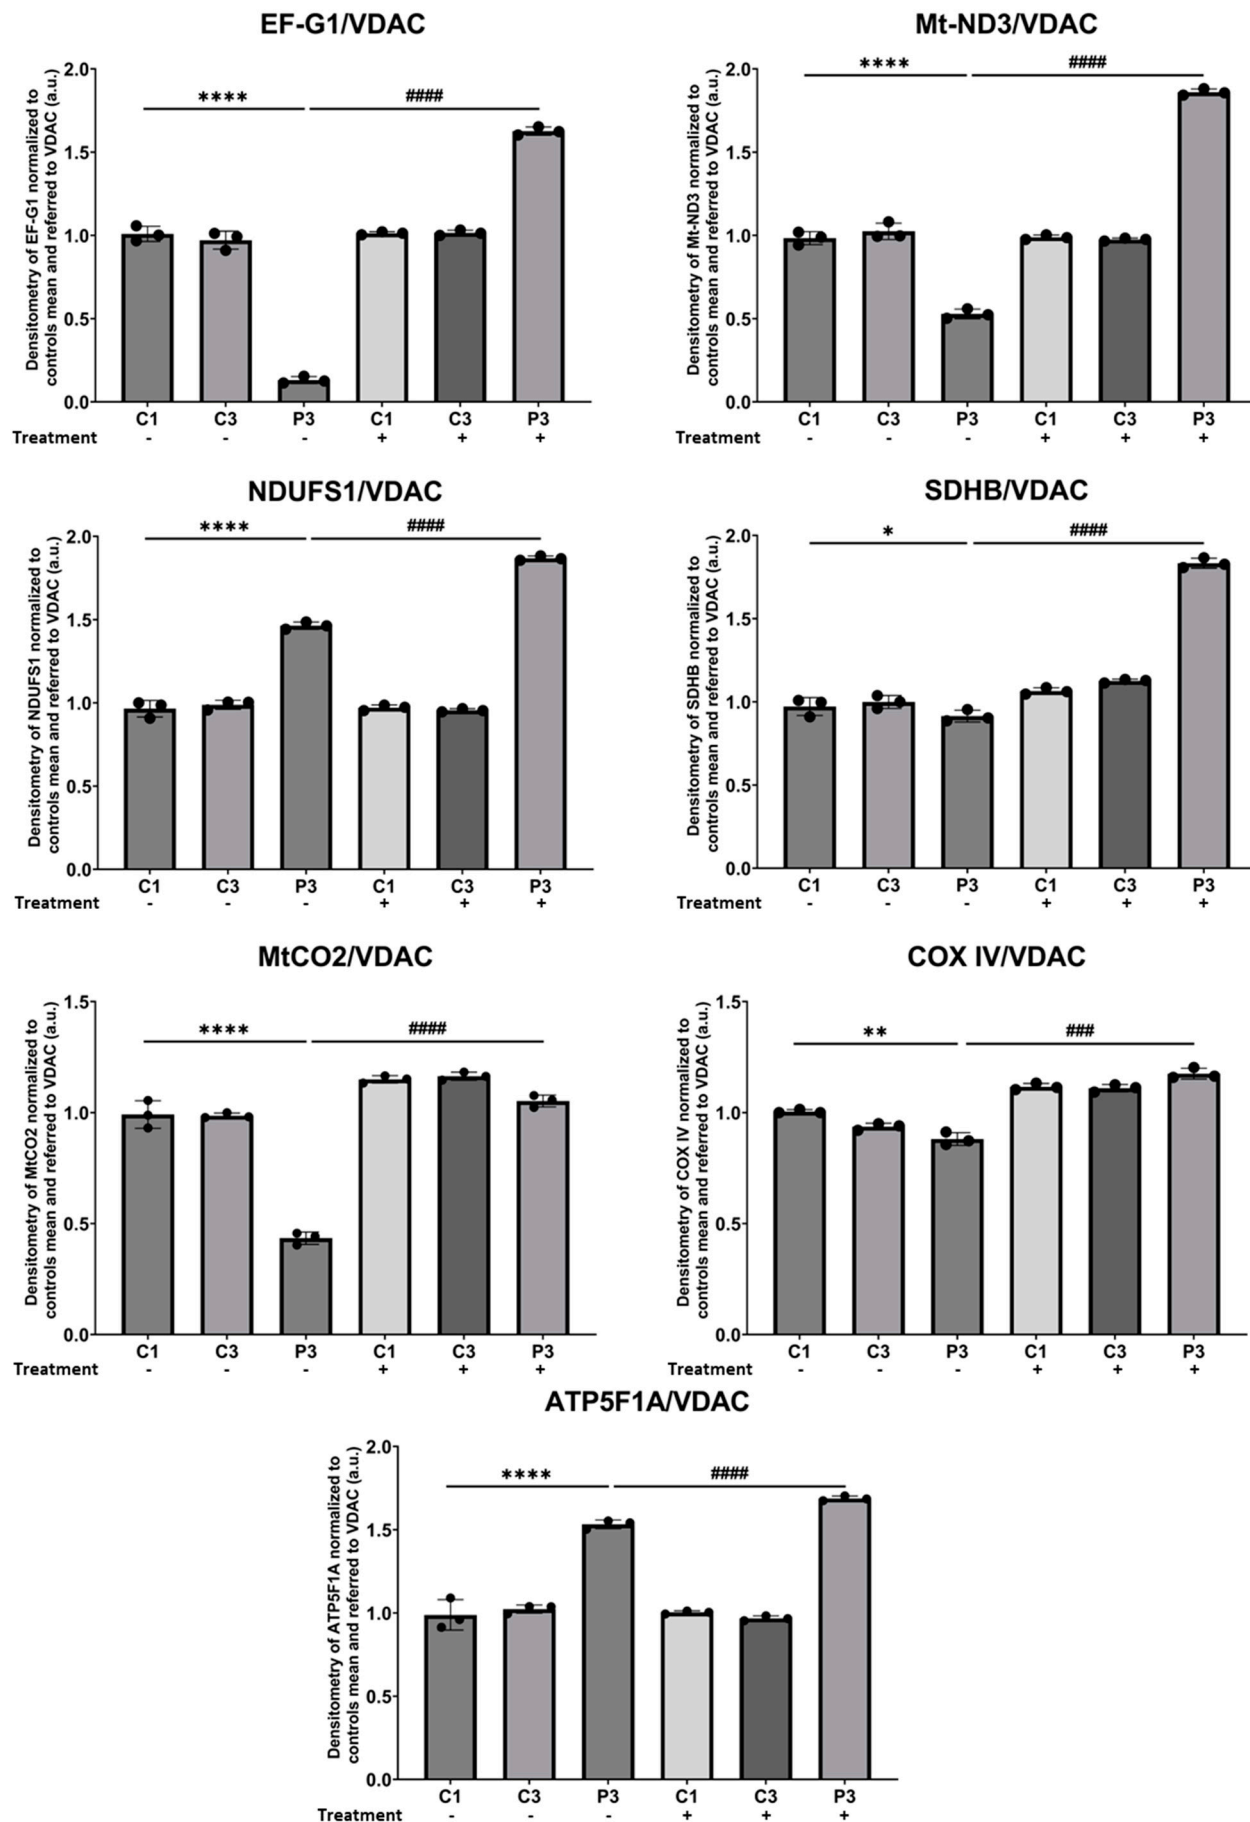 EF-G1/VDAC
Densitometry of EF-G1 normalized to
controls mean and referred to VDAC (a.u.)
2.0
1.5
1.0
0.5
0.0
****
####
C1 C3 P3 C1 C3 P3
Treatment - - - + + +
Mt-ND3/VDAC
Densitometry of Mt-ND3 normalized to
controls mean and referred to VDAC (a.u.)
2.0
1.5
1.0
0.5
0.0
****
####
C1 C3 P3 C1 C3 P3
Treatment - - - + + +
NDUFS1/VDAC
Densitometry of NDUFS1 normalized to
controls mean and referred to VDAC (a.u.)
2.0
1.5
1.0
0.5
0.0
****
####
C1 C3 P3 C1 C3 P3
Treatment - - - + + +
SDHB/VDAC
Densitometry of SDHB normalized to
controls mean and referred to VDAC (a.u.)
2.0
1.5
1.0
0.5
0.0
*
####
C1 C3 P3 C1 C3 P3
Treatment - - - + + +
MtCO2/VDAC
Densitometry of MtCO2 normalized to
controls mean and referred to VDAC (a.u.)
1.5
1.0
0.5
0.0
****
####
C1 C3 P3 C1 C3 P3
Treatment - - - + + +
COX IV/VDAC
Densitometry of COX IV normalized to
controls mean and referred to VDAC (a.u.)
1.5
1.0
0.5
0.0
**
###
C1 C3 P3 C1 C3 P3
Treatment - - - + + +
ATP5F1A/VDAC
Densitometry of ATP5F1A normalized to
controls mean and referred to VDAC (a.u.)
2.0
1.5
1.0
0.5
0.0
****
####
C1 C3 P3 C1 C3 P3
Treatment - - - + + +